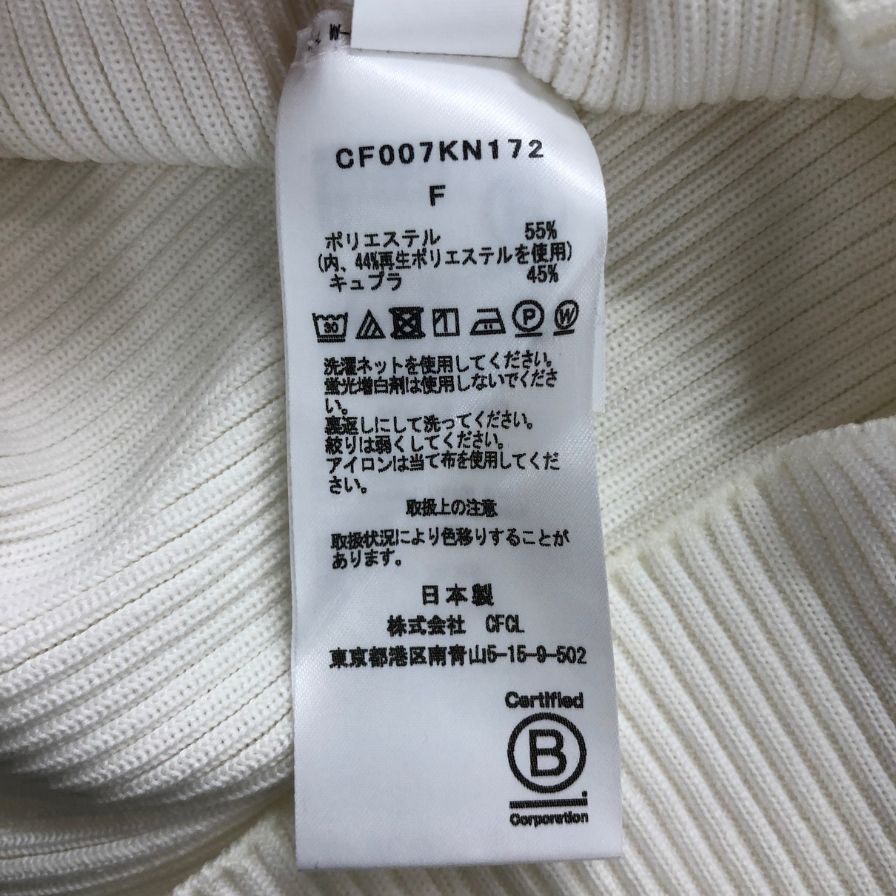 CF007KN172
F
ポリエステル 55%
(内、44%再生ポリエステルを使用)
キュプラ 45%
30
P W
洗濯ネットを使用してください。
蛍光増白剤は使用しないでくださ
い。
裏返しにして洗ってください。
絞りは弱くしてください。
アイロンは当て布を使用してくだ
さい。
取扱上の注意
取扱状況により色移りすることが
あります。
日本製
株式会社 CFCL
東京都港区南青山5-15-9-502
Certified
B
Corporation